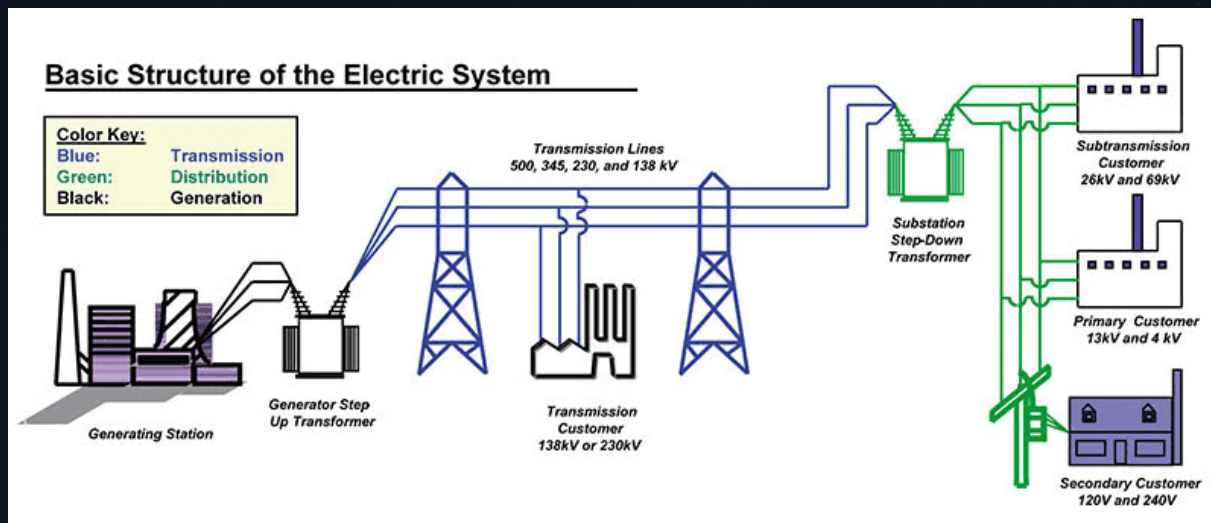 Basic Structure of the Electric System
Color Key:
Blue: Transmission
Green: Distribution
Black: Generation
Transmission Lines
500, 345, 230, and 138 kV
Subtransmission
Customer
26kV and 69kV
Substation
Step-Down
Transformer
Primary Customer
13kV and 4 kV
Generating Station
Generator Step
Up Transformer
Transmission
Customer
138kV or 230kV
Secondary Customer
120V and 240V